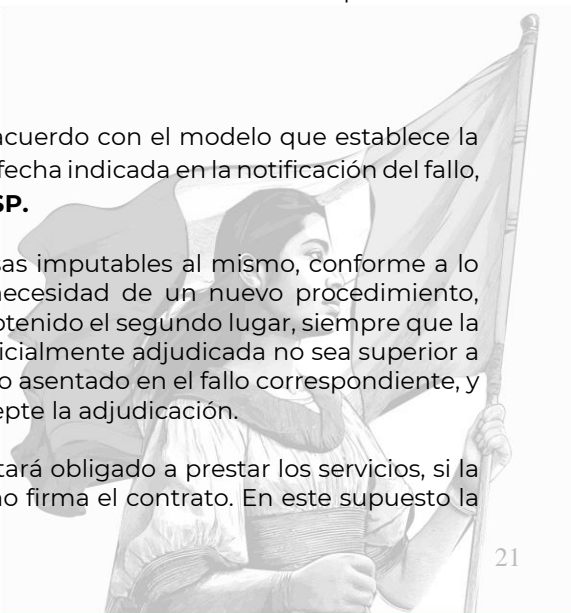 acuerdo con el modelo que establece la
fecha indicada en la notificación del fallo,
SP.
sas imputables al mismo, conforme a lo
necesidad de un nuevo procedimiento,
btenido el segundo lugar, siempre que la
icialmente adjudicada no sea superior a
o asentado en el fallo correspondiente, y
epte la adjudicación.
tará obligado a prestar los servicios, si la
no firma el contrato. En este supuesto la
21